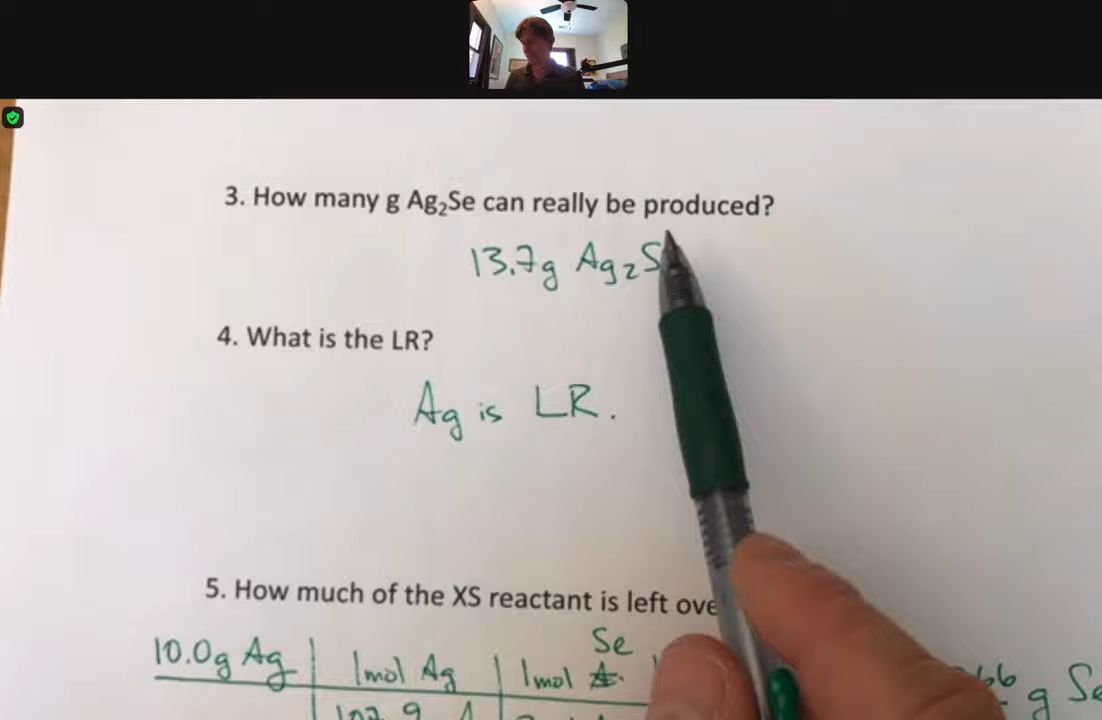 3. How many g Ag₂Se can really be produced?
13.7g Ag₂S
4. What is the LR?
Ag is LR.
5. How much of the XS reactant is left ove
Se
10.0g Ag 1mol Ag 1mol g Se